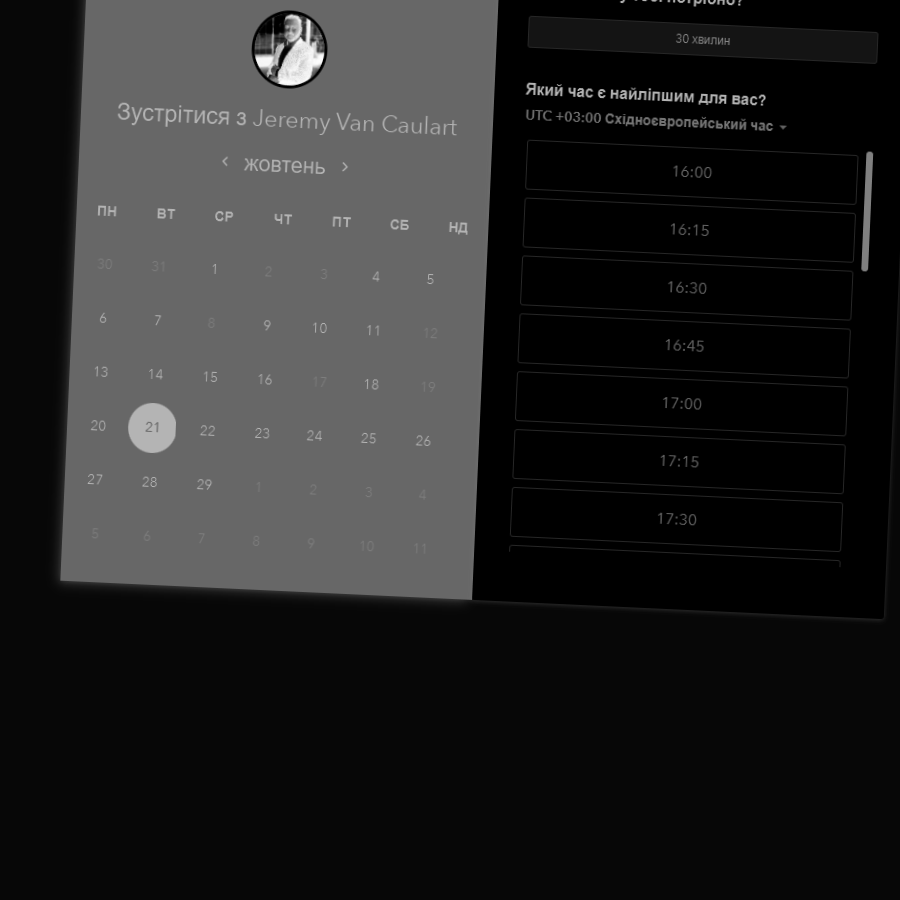 Зустрітися з Jeremy Van Caulart
‹ жовтень ›
ПН ВТ СР ЧТ ПТ СБ НД
30 31 1 2 3 4 5
6 7 8 9 10 11 12
13 14 15 16 17 18 19
20 21 22 23 24 25 26
27 28 29 1 2 3 4
5 6 7 8 9 10 11
потрібно?
30 хвилин
Який час є найліпшим для вас?
UTC +03:00 Східноєвропейський час
16:00
16:15
16:30
16:45
17:00
17:15
17:30